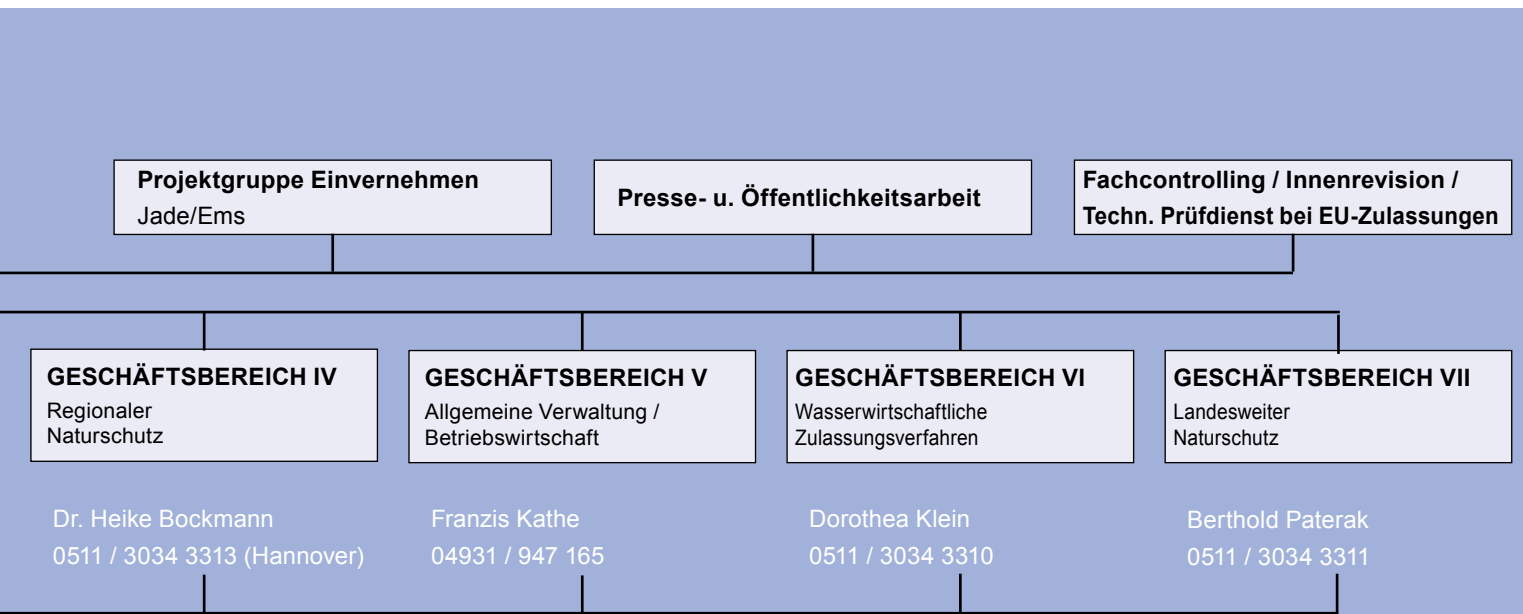 Projektgruppe Einvernehmen
Jade/Ems
Presse- u. Öffentlichkeitsarbeit
Fachcontrolling / Innenrevision /
Techn. Prüfdienst bei EU-Zulassungen
GESCHÄFTSBEREICH IV
Regionaler
Naturschutz
Dr. Heike Bockmann
0511 / 3034 3313 (Hannover)
GESCHÄFTSBEREICH V
Allgemeine Verwaltung /
Betriebswirtschaft
Franzis Kathe
04931 / 947 165
GESCHÄFTSBEREICH VI
Wasserwirtschaftliche
Zulassungsverfahren
Dorothea Klein
0511 / 3034 3310
GESCHÄFTSBEREICH VII
Landesweiter
Naturschutz
Berthold Paterak
0511 / 3034 3311